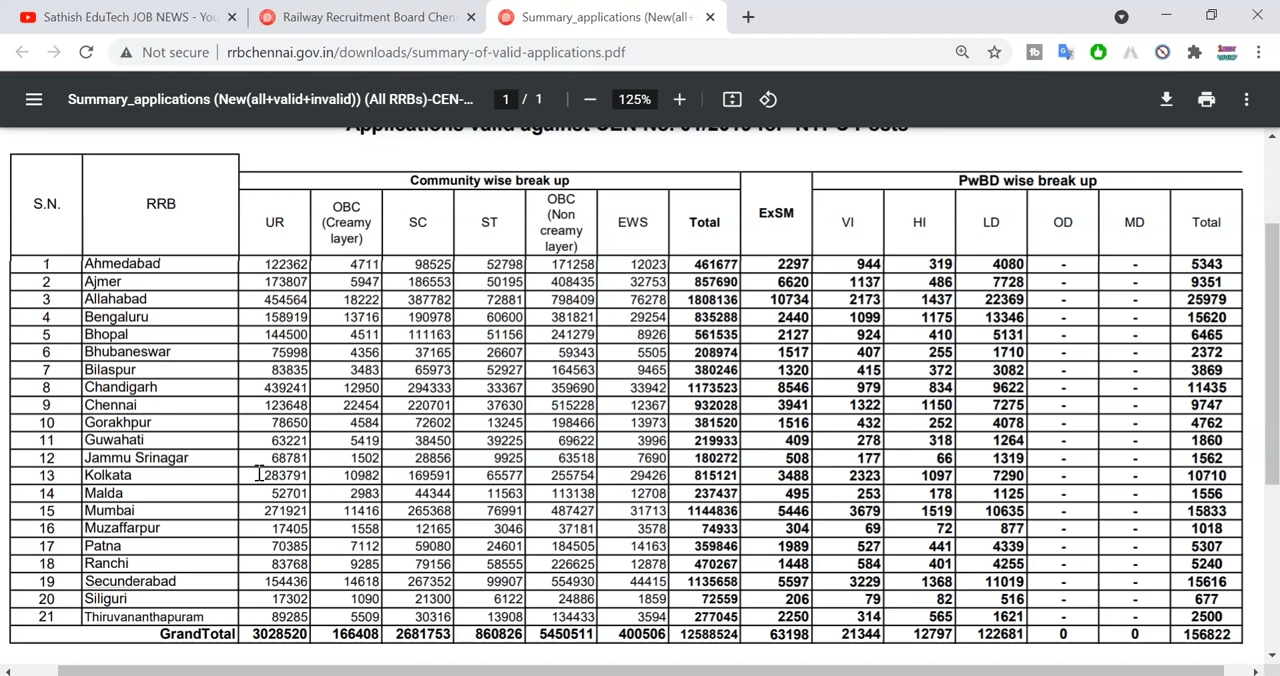 Sathish EduTech JOB NEWS - You
Railway Recruitment Board Chen
Summary_applications (New(all+
Not secure rrbchennai.gov.in/downloads/summary-of-valid-applications.pdf
Summary_applications (New(all+valid+invalid)) (All RRBs)-CEN-... 1 / 1 125%
Applications valid against CEN No. 01/2019 for NTPC Posts
S.N. RRB Community wise break up ExSM PwBD wise break up
UR OBC (Creamy layer) SC ST OBC (Non creamy layer) EWS Total VI HI LD OD MD Total
1 Ahmedabad 122362 4711 98525 52798 171258 12023 461677 2297 944 319 4080 - - 5343
2 Ajmer 173807 5947 186553 50195 408435 32753 857690 6620 1137 486 7728 - - 9351
3 Allahabad 454564 18222 387782 72881 798409 76278 1808136 10734 2173 1437 22369 - - 25979
4 Bengaluru 158919 13716 190978 60600 381821 29254 835288 2440 1099 1175 13346 - - 15620
5 Bhopal 144500 4511 111163 51156 241279 8926 561535 2127 924 410 5131 - - 6465
6 Bhubaneswar 75998 4356 37165 26607 59343 5505 208974 1517 407 255 1710 - - 2372
7 Bilaspur 83835 3483 65973 52927 164563 9465 380246 1320 415 372 3082 - - 3869
8 Chandigarh 439241 12950 294333 33367 359690 33942 1173523 8546 979 834 9622 - - 11435
9 Chennai 123648 22454 220701 37630 515228 12367 932028 3941 1322 1150 7275 - - 9747
10 Gorakhpur 78650 4584 72602 13245 198466 13973 381520 1516 432 252 4078 - - 4762
11 Guwahati 63221 5419 38450 39225 69622 3996 219933 409 278 318 1264 - - 1860
12 Jammu Srinagar 68781 1502 28856 9925 63518 7690 180272 508 177 66 1319 - - 1562
13 Kolkata 283791 10982 169591 65577 255754 29426 815121 3488 2323 1097 7290 - - 10710
14 Malda 52701 2983 44344 11563 113138 12708 237437 495 253 178 1125 - - 1556
15 Mumbai 271921 11416 265368 76991 487427 31713 1144836 5446 3679 1519 10635 - - 15833
16 Muzaffarpur 17405 1558 12165 3046 37181 3578 74933 304 69 72 877 - - 1018
17 Patna 70385 7112 59080 24601 184505 14163 359846 1989 527 441 4339 - - 5307
18 Ranchi 83768 9285 79156 58555 226625 12878 470267 1448 584 401 4255 - - 5240
19 Secunderabad 154436 14618 267352 99907 554930 44415 1135658 5597 3229 1368 11019 - - 15616
20 Siliguri 17302 1090 21300 6122 24886 1859 72559 206 79 82 516 - - 677
21 Thiruvananthapuram 89285 5509 30316 13908 134433 3594 277045 2250 314 565 1621 - - 2500
GrandTotal 3028520 166408 2681753 860826 5450511 400506 12588524 63198 21344 12797 122681 0 0 156822